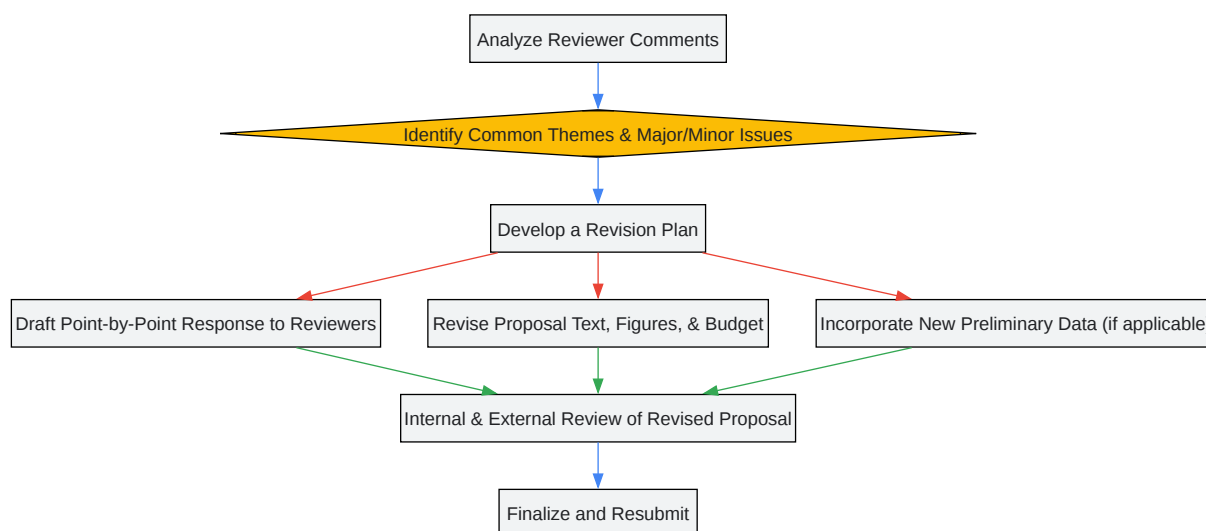 Analyze Reviewer Comments
Identify Common Themes & Major/Minor Issues
Develop a Revision Plan
Draft Point-by-Point Response to Reviewers
Revise Proposal Text, Figures, & Budget
Incorporate New Preliminary Data (if applicable
Internal & External Review of Revised Proposal
Finalize and Resubmit